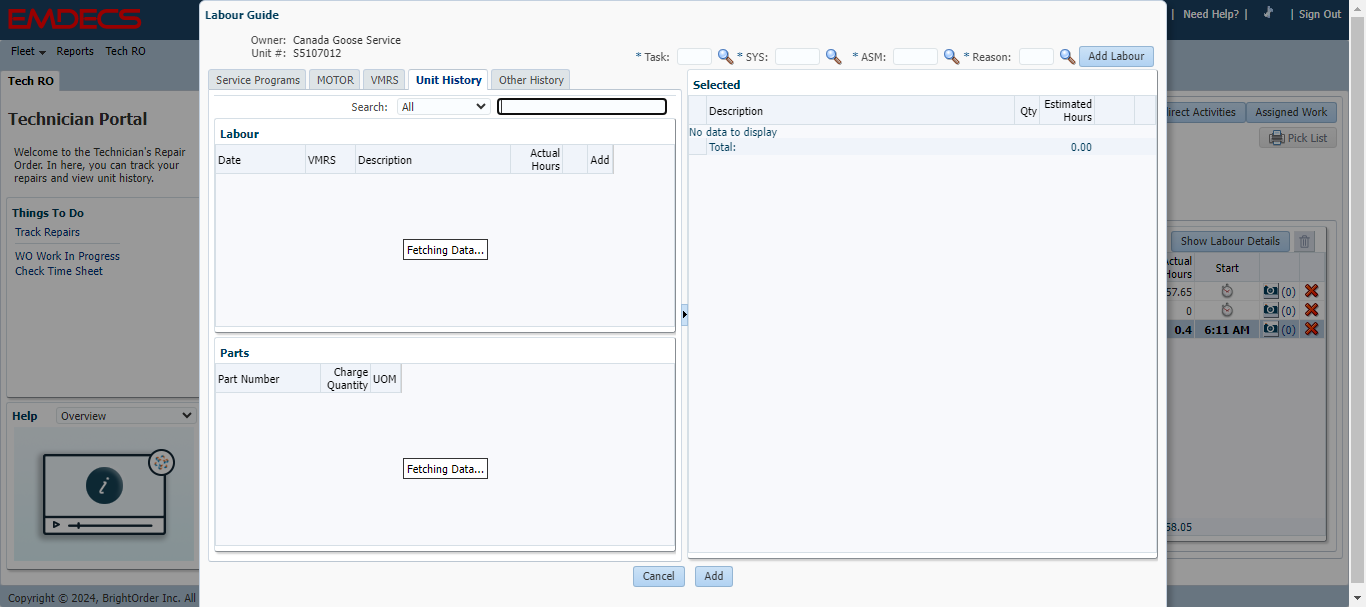 EMDECS
Labour Guide
Need Help? |
| Sign Out
Owner: Canada Goose Service
Unit #: S5107012
Fleet
Reports
Tech RO
* Task:
* SYS:
* ASM:
* Reason:
Add Labour
Tech RO
Service Programs
MOTOR
VMRS
Unit History
Other History
Selected
Search:
All
Description
Qty
Estimated
Hours
irect Activities
Assigned Work
Technician Portal
Labour
No data to display
Pick List
Total:
0.00
Welcome to the Technician's Repair
Order. In here, you can track your
repairs and view unit history.
Date
VMRS
Description
Actual
Hours
Add
Things To Do
Track Repairs
WO Work In Progress
Check Time Sheet
Fetching Data...
Show Labour Details
ctual
Hours
Start
57.65
(0)
0
(0)
0.4
6:11 AM
(0)
Parts
Part Number
Charge
Quantity
UOM
Help
Overview
i
Fetching Data...
58.05
Cancel
Add
Copyright © 2024, BrightOrder Inc. All